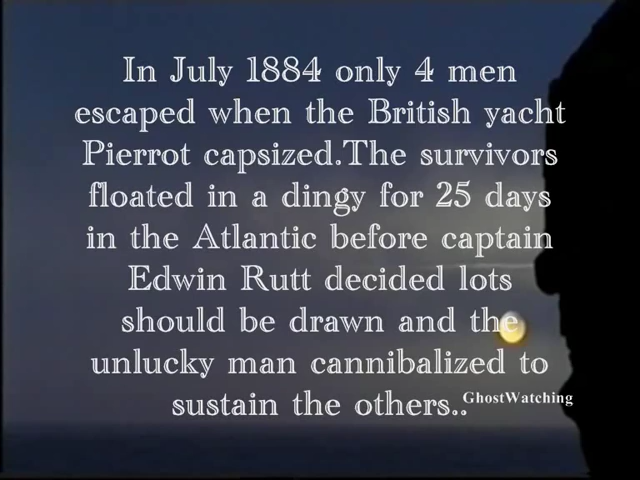 In July 1884 only 4 men
escaped when the British yacht
Pierrot capsized.The survivors
floated in a dingy for 25 days
in the Atlantic before captain
Edwin Rutt decided lots
should be drawn and the
unlucky man cannibalized to
sustain the others..
GhostWatching